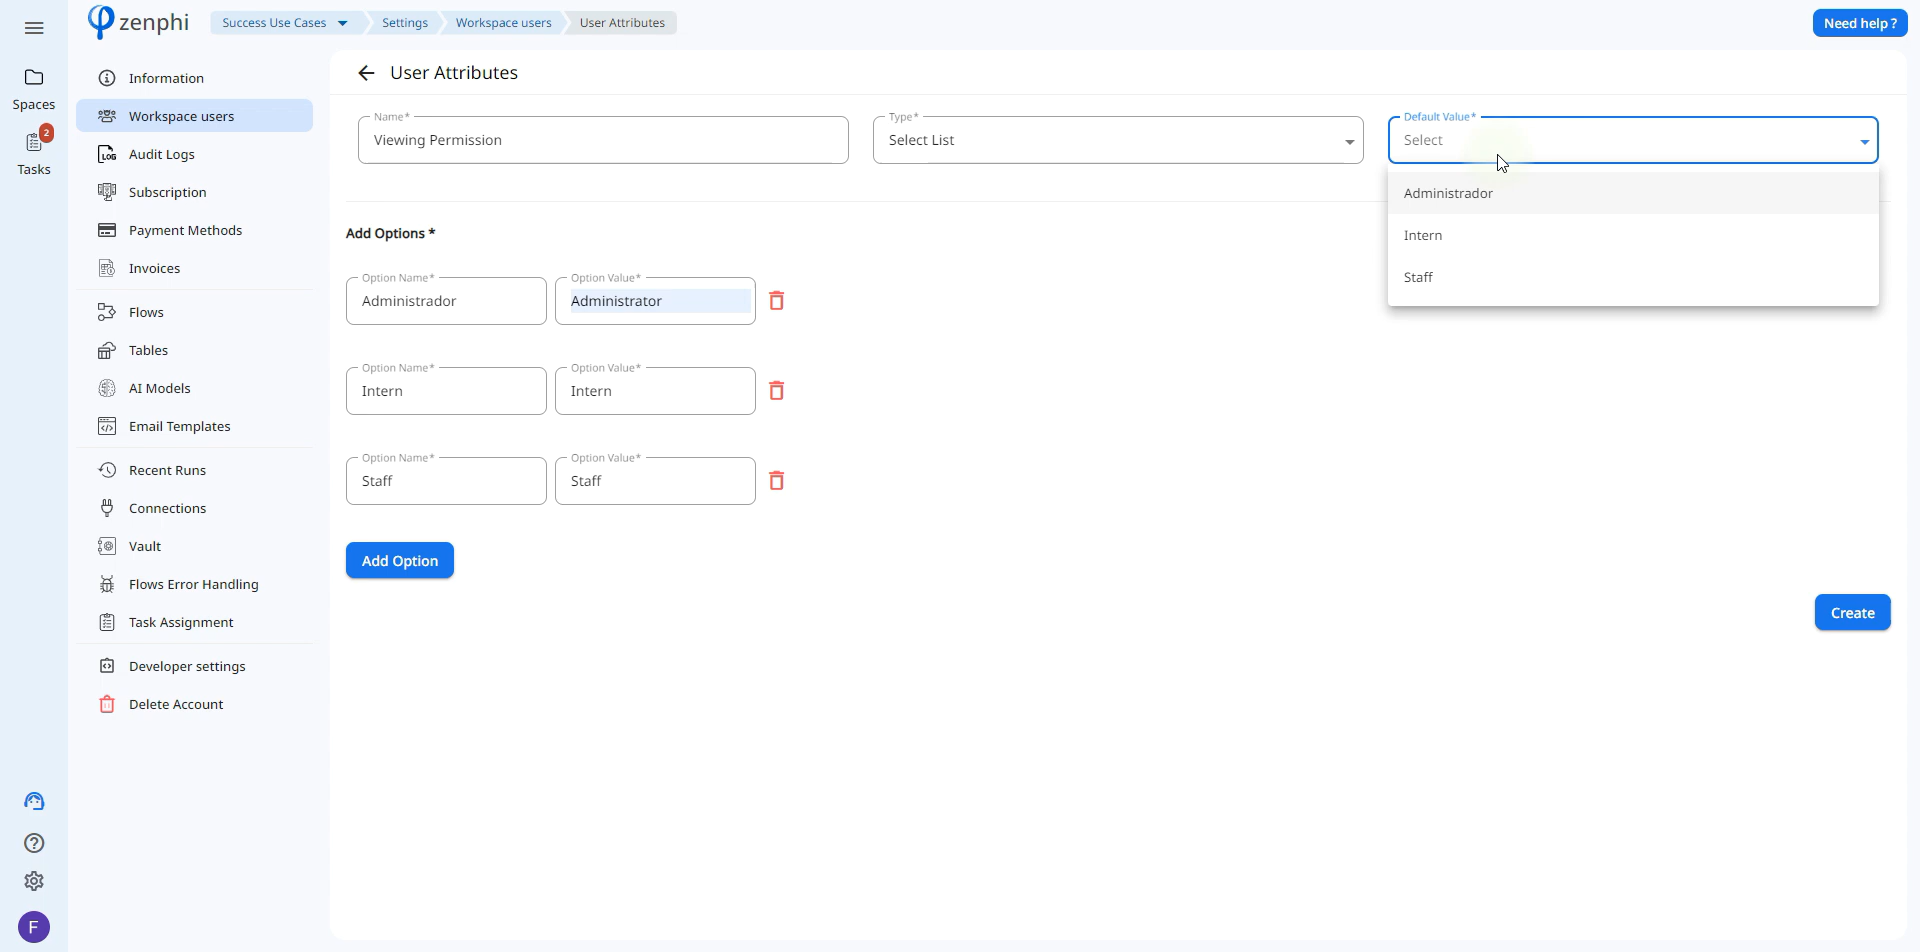 zenphi
Success Use Cases
Settings
Workspace users
User Attributes
Need help ?
Spaces
2
Tasks
Information
Workspace users
LOG
Audit Logs
Subscription
Payment Methods
Invoices
Flows
Tables
AI Models
Email Templates
Recent Runs
Connections
Vault
Flows Error Handling
Task Assignment
Developer settings
Delete Account
F
User Attributes
Name*
Viewing Permission
Type*
Select List
Default Value*
Select
Administrador
Intern
Staff
Add Options *
Option Name*
Administrador
Option Value*
Administrator
Option Name*
Intern
Option Value*
Intern
Option Name*
Staff
Option Value*
Staff
Add Option
Create